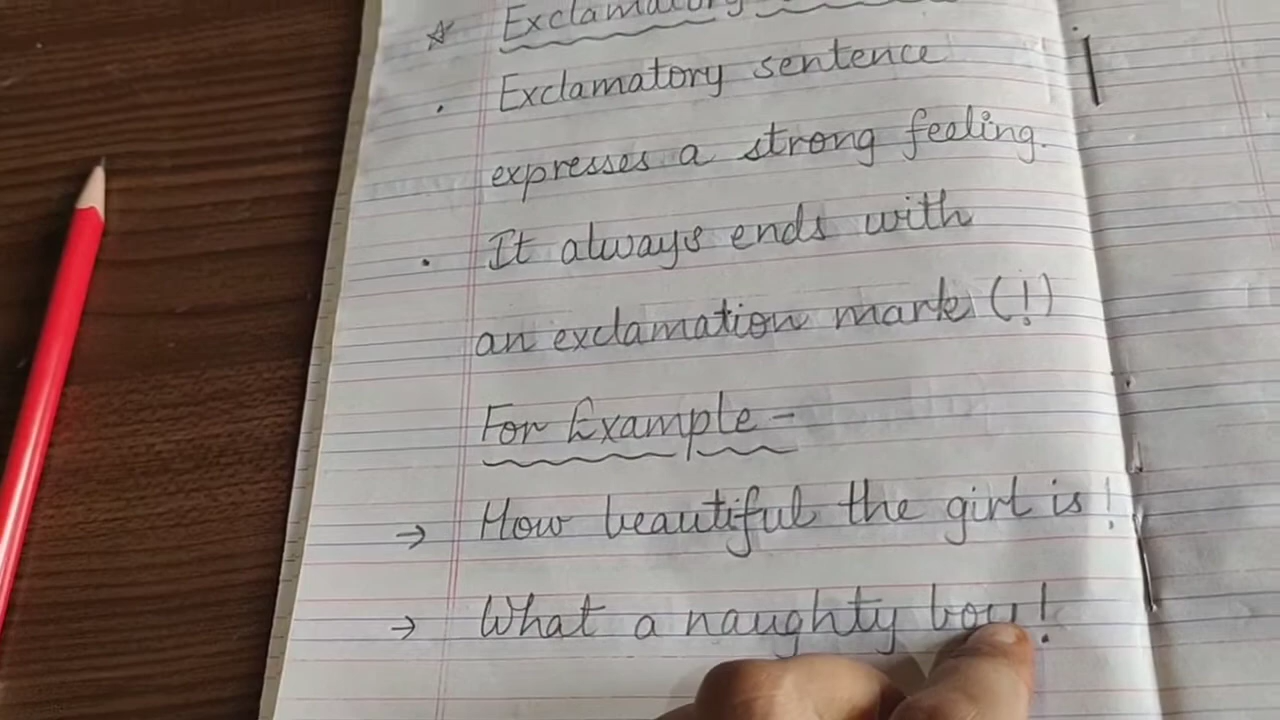 ☆ Exclamatory
. Exclamatory sentence
expresses a strong feeling.
. It always ends with
an exclamation mark (!)
For Example -
→ How beautiful the girl is!
→ What a naughty boy!